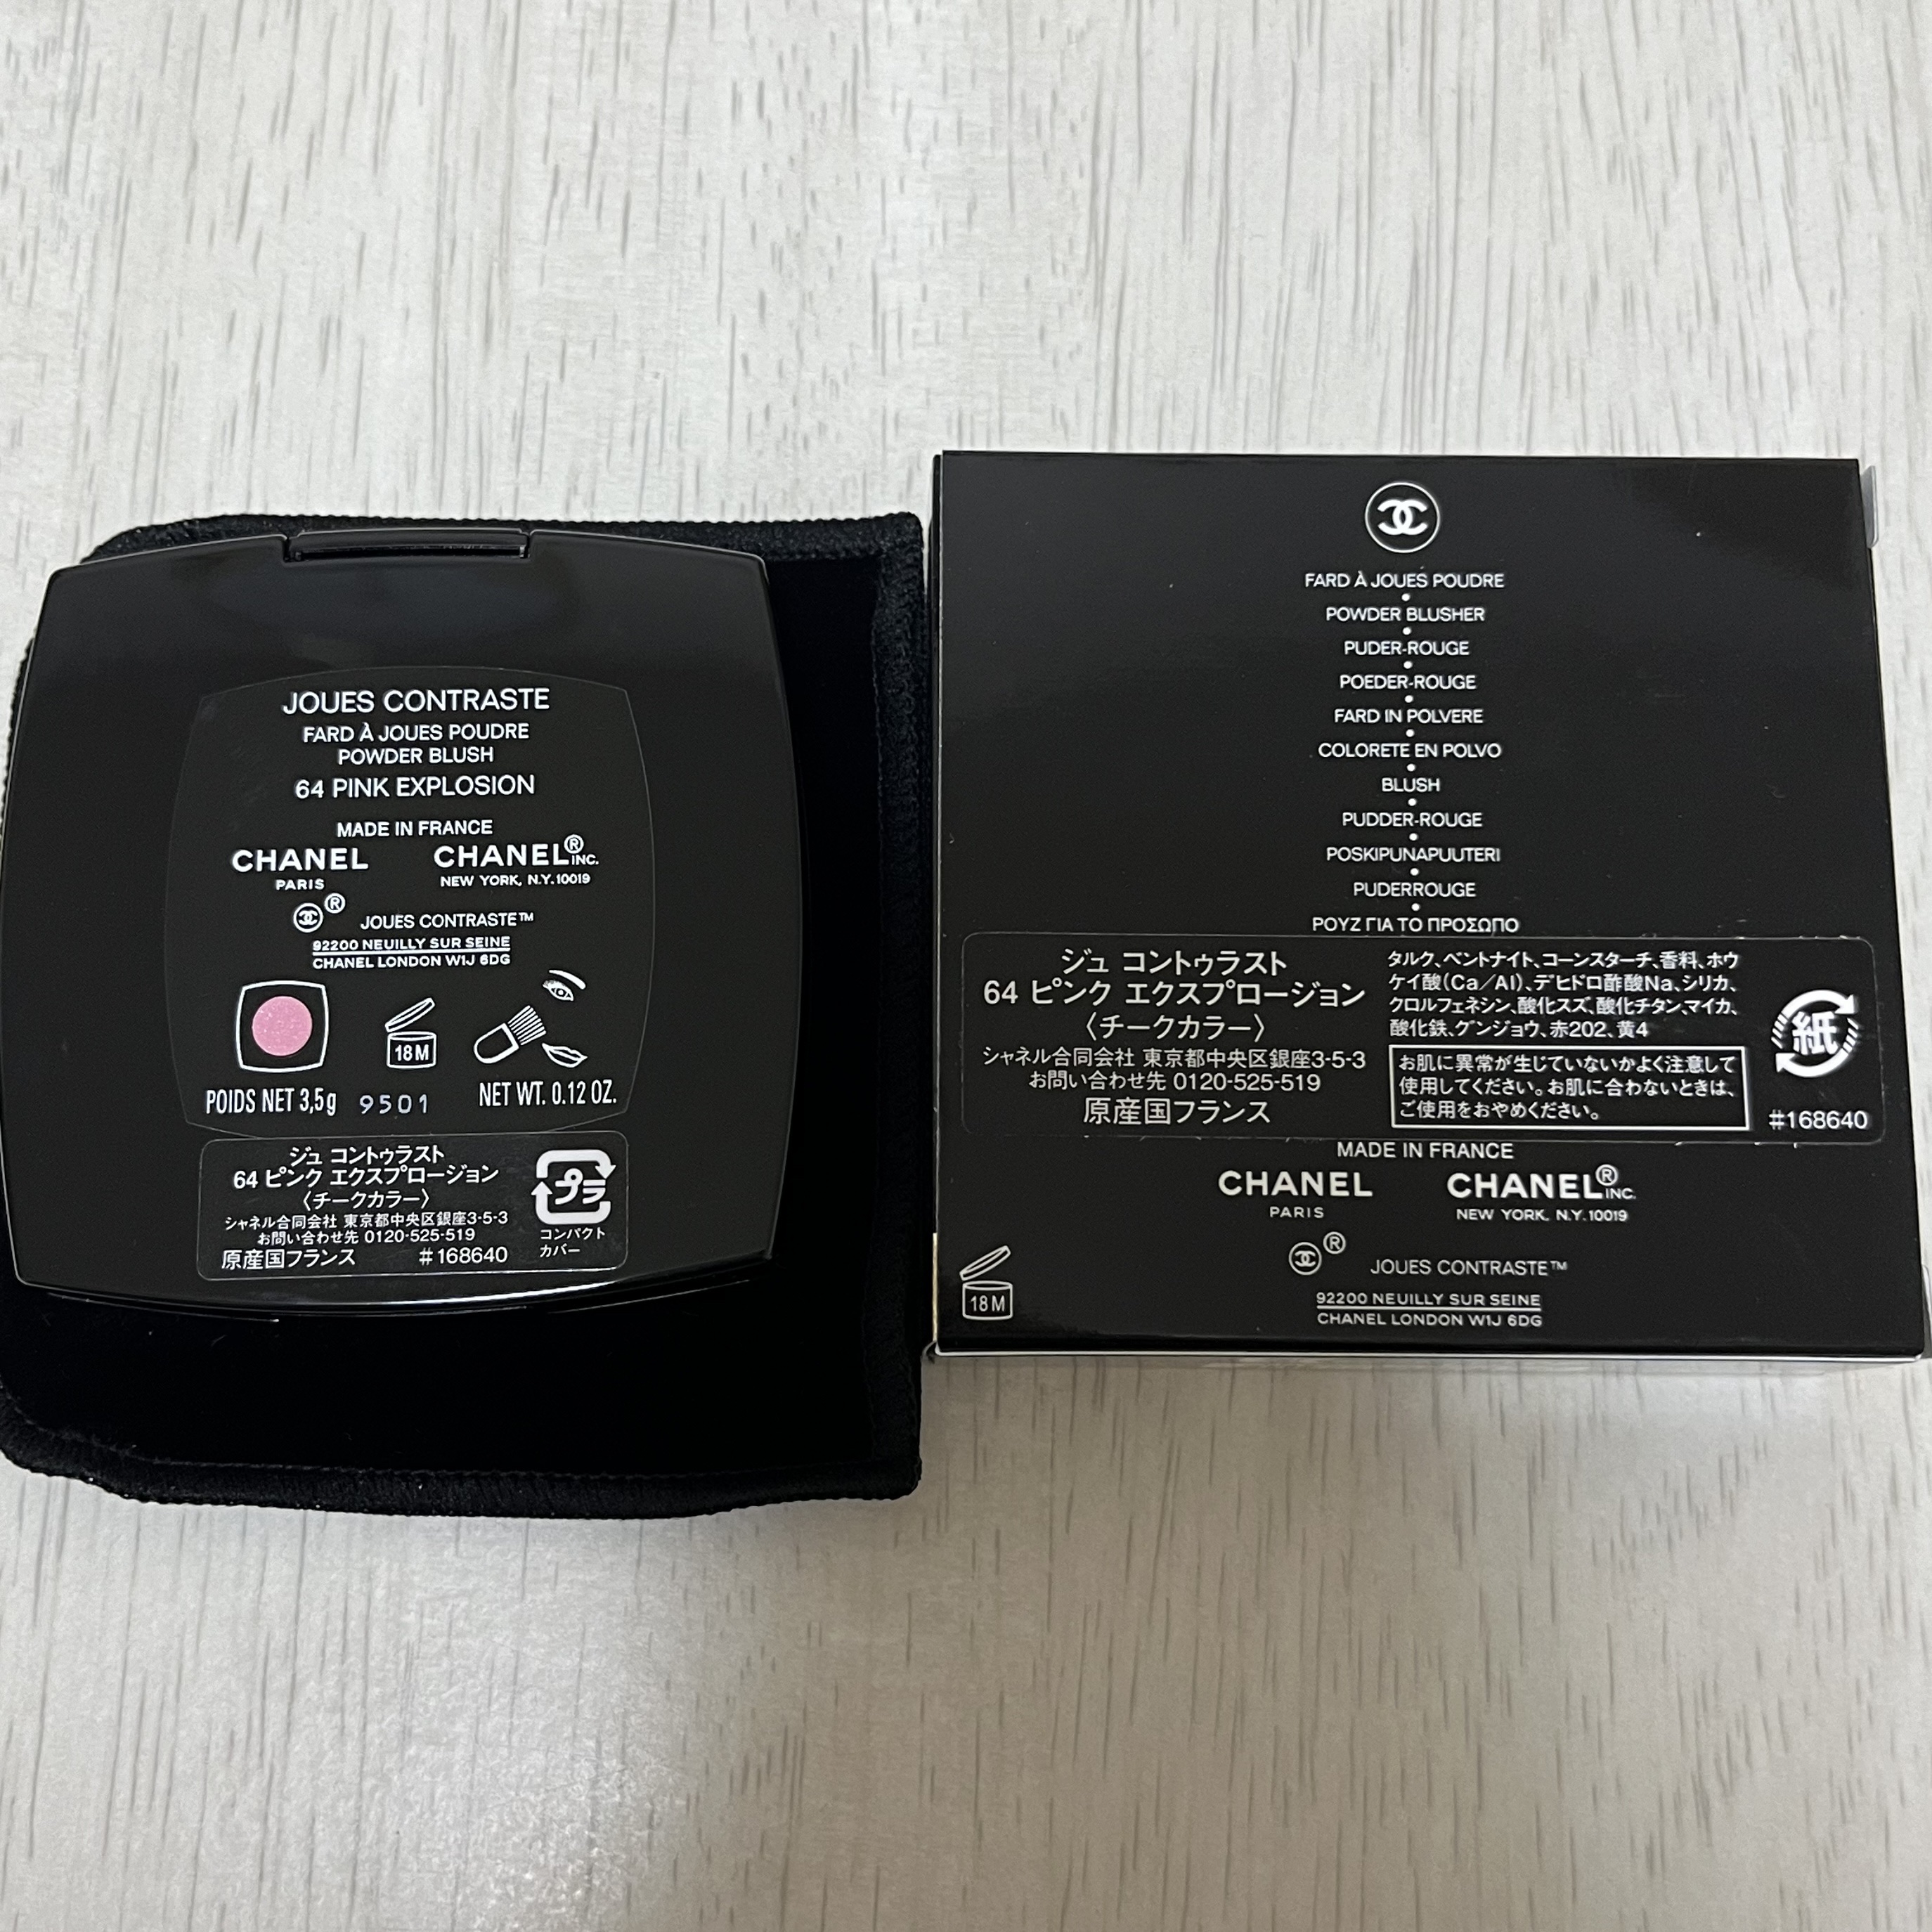 JOUES CONTRASTE
FARD À JOUES POUDRE
POWDER BLUSH
64 PINK EXPLOSION
MADE IN FRANCE
CHANEL CHANEL® INC.
PARIS NEW YORK, N.Y. 10019
® JOUES CONTRASTE™
92200 NEUILLY SUR SEINE
CHANEL LONDON W1J 6DG
18M
POIDS NET 3,5g 9501 NET WT. 0.12 OZ.
ジュ コントゥラスト
64 ピンク エクスプロージョン
〈チークカラー〉
シャネル合同会社 東京都中央区銀座3-5-3
お問い合わせ先 0120-525-519
原産国フランス #168640
プラ
コンパクト
カバー
FARD À JOUES POUDRE
POWDER BLUSHER
PUDER-ROUGE
POEDER-ROUGE
FARD IN POLVERE
COLORETE EN POLVO
BLUSH
PUDDER-ROUGE
POSKIPUNAPUUTERI
PUDERROUGE
ΡΟΥΖ ΓΙΑ ΤΟ ΠΡΟΣΩΠΟ
ジュ コントゥラスト
64 ピンク エクスプロージョン
〈チークカラー〉
シャネル合同会社 東京都中央区銀座3-5-3
お問い合わせ先 0120-525-519
原産国フランス
タルク、ベントナイト、コーンスターチ、香料、ホウ
ケイ酸(Ca/Al)、デヒドロ酢酸Na、シリカ、
クロルフェネシン、酸化スズ、酸化チタン、マイカ、
酸化鉄、グンジョウ、赤202、黄4
お肌に異常が生じていないかよく注意して
使用してください。お肌に合わないときは、
ご使用をおやめください。
紙
#168640
MADE IN FRANCE
CHANEL CHANEL® INC.
PARIS NEW YORK, N.Y. 10019
® JOUES CONTRASTE™
92200 NEUILLY SUR SEINE
CHANEL LONDON W1J 6DG
18M